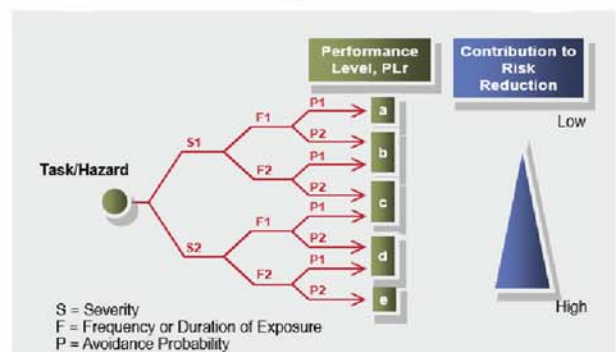 Performance
Level, PLr
Contribution to
Risk
Reduction
Low
Task/Hazard
S1
S2
F1
F2
F1
F2
P1
P2
P1
P2
P1
P2
P1
P2
a
b
c
d
e
High
S = Severity
F = Frequency or Duration of Exposure
P = Avoidance Probability